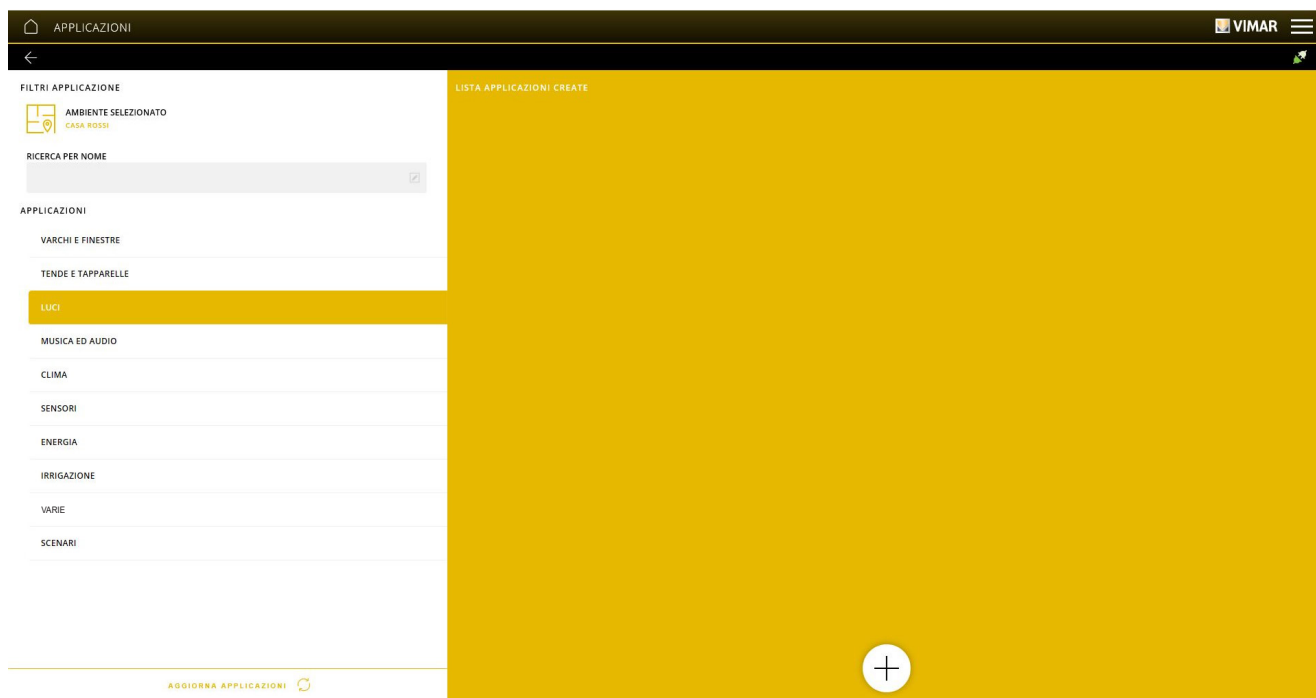 APPLICAZIONI
VIMAR
FILTRI APPLICAZIONE
AMBIENTE SELEZIONATO
CASA ROSSI
RICERCA PER NOME
APPLICAZIONI
VARCHI E FINESTRE
TENDE E TAPPARELLE
LUCI
MUSICA ED AUDIO
CLIMA
SENSORI
ENERGIA
IRRIGAZIONE
VARIE
SCENARI
AGGIORNA APPLICAZIONI
LISTA APPLICAZIONI CREATE